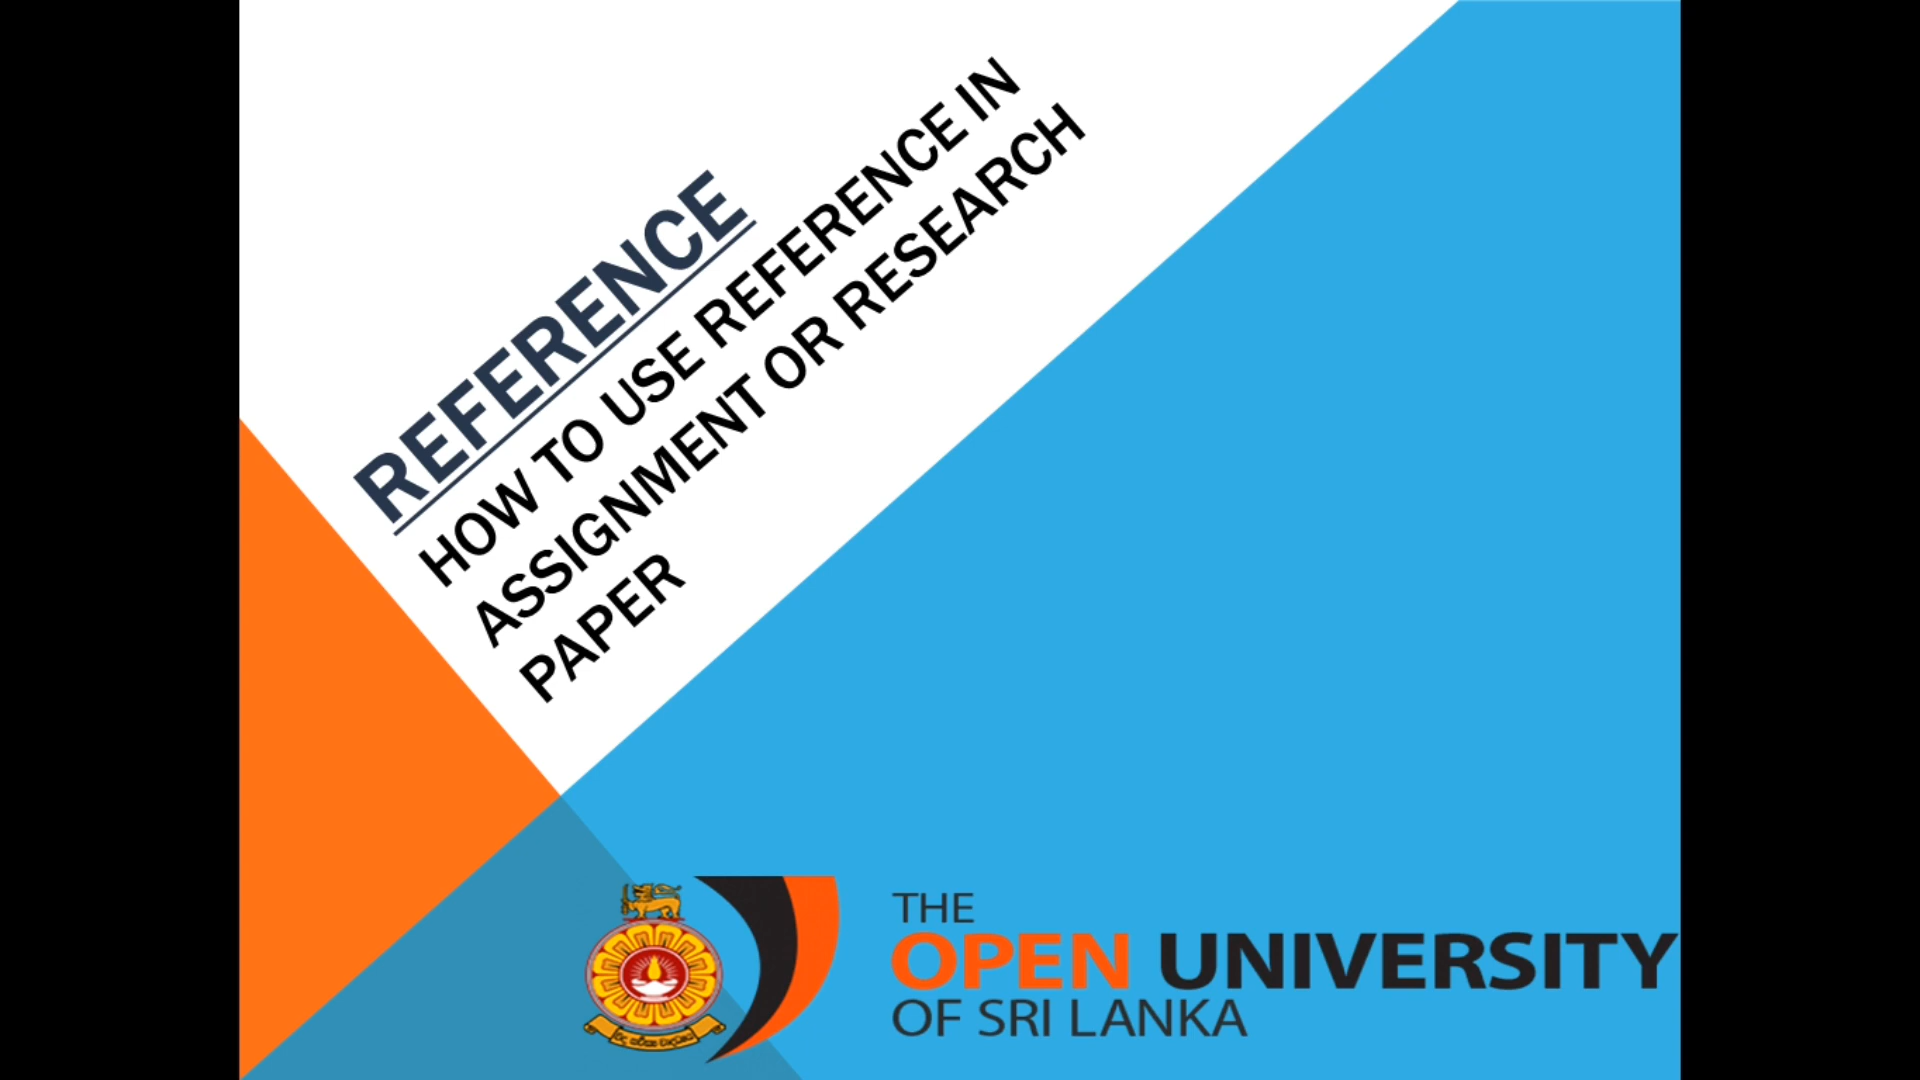 REFERENCE
HOW TO USE REFERENCE IN
ASSIGNMENT OR RESEARCH
PAPER
THE
OPEN UNIVERSITY
OF SRI LANKA